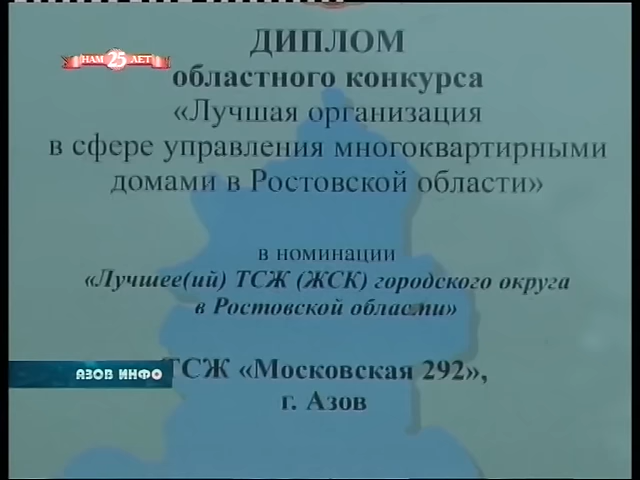 ДИПЛОМ
НАМ 25 ЛЕТ
областного конкурса
«Лучшая организация
в сфере управления многоквартирными
домами в Ростовской области»
в номинации
«Лучшее(ий) ТСЖ (ЖСК) городского округа
в Ростовской области»
АЗОВ ИНФО
ТСЖ «Московская 292»,
г. Азов